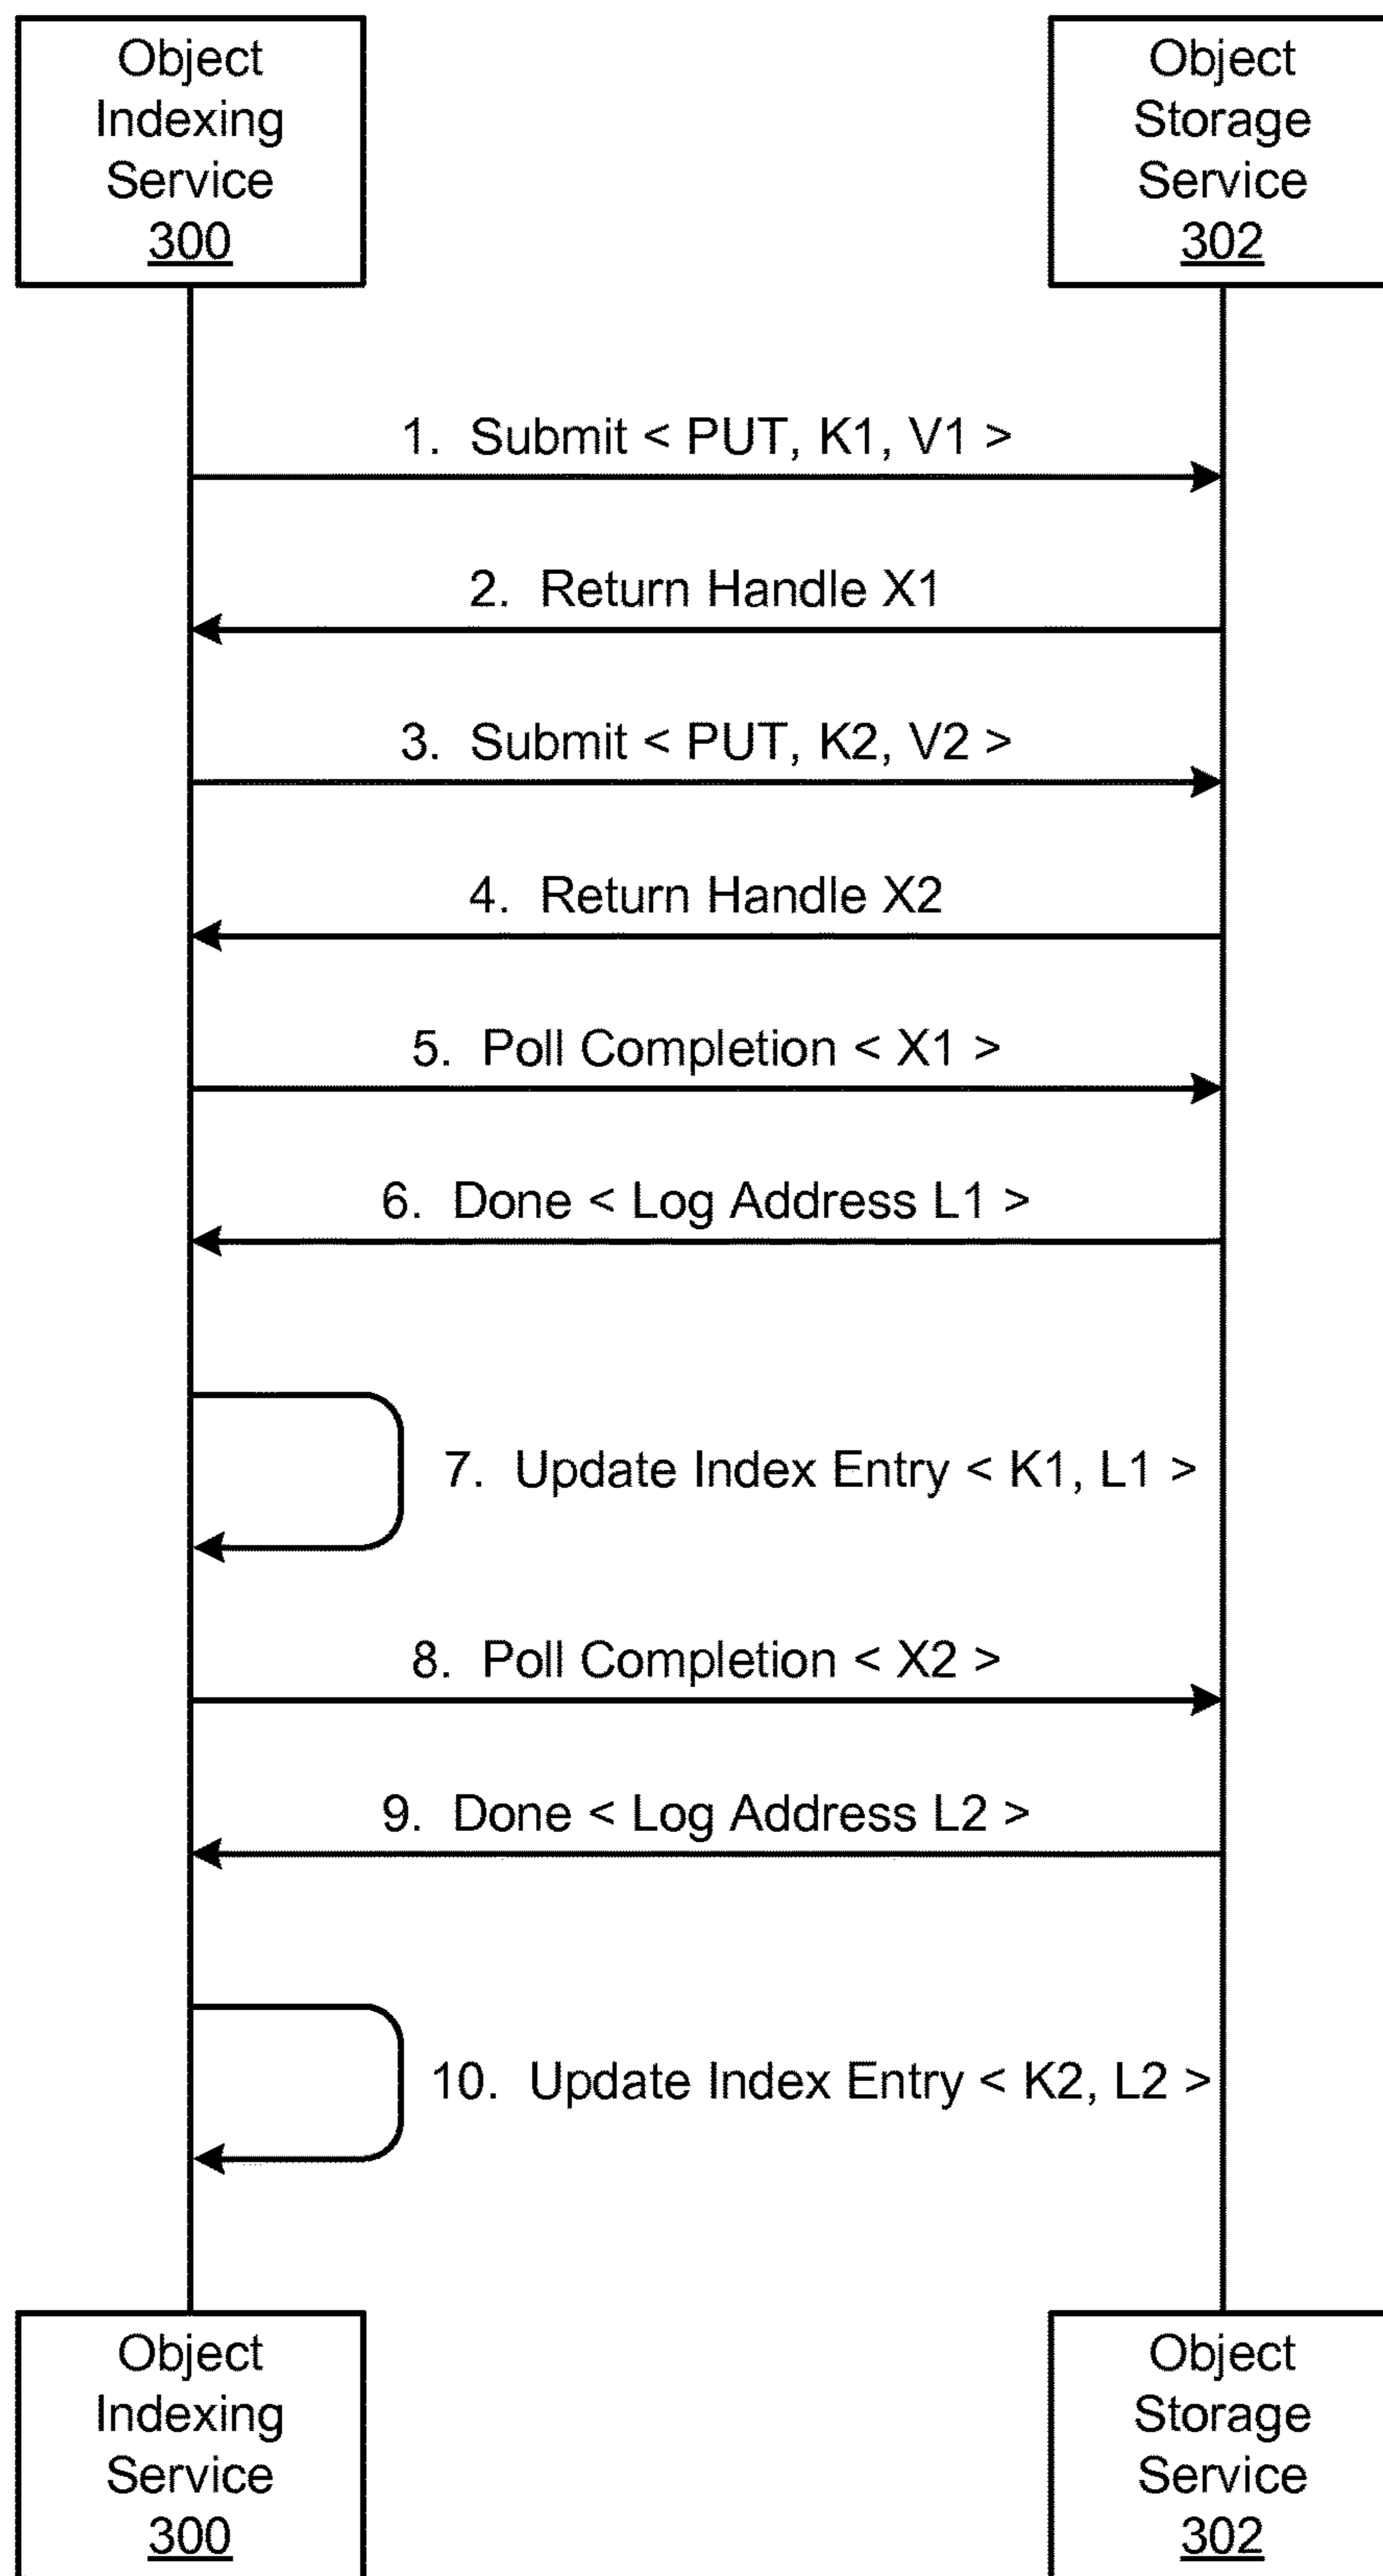 Object
Indexing
Service
300
Object
Storage
Service
302
1. Submit < PUT, K1, V1 >
2. Return Handle X1
3. Submit < PUT, K2, V2 >
4. Return Handle X2
5. Poll Completion < X1 >
6. Done < Log Address L1 >
7. Update Index Entry < K1, L1 >
8. Poll Completion < X2 >
9. Done < Log Address L2 >
10. Update Index Entry < K2, L2 >
Object
Indexing
Service
300
Object
Storage
Service
302